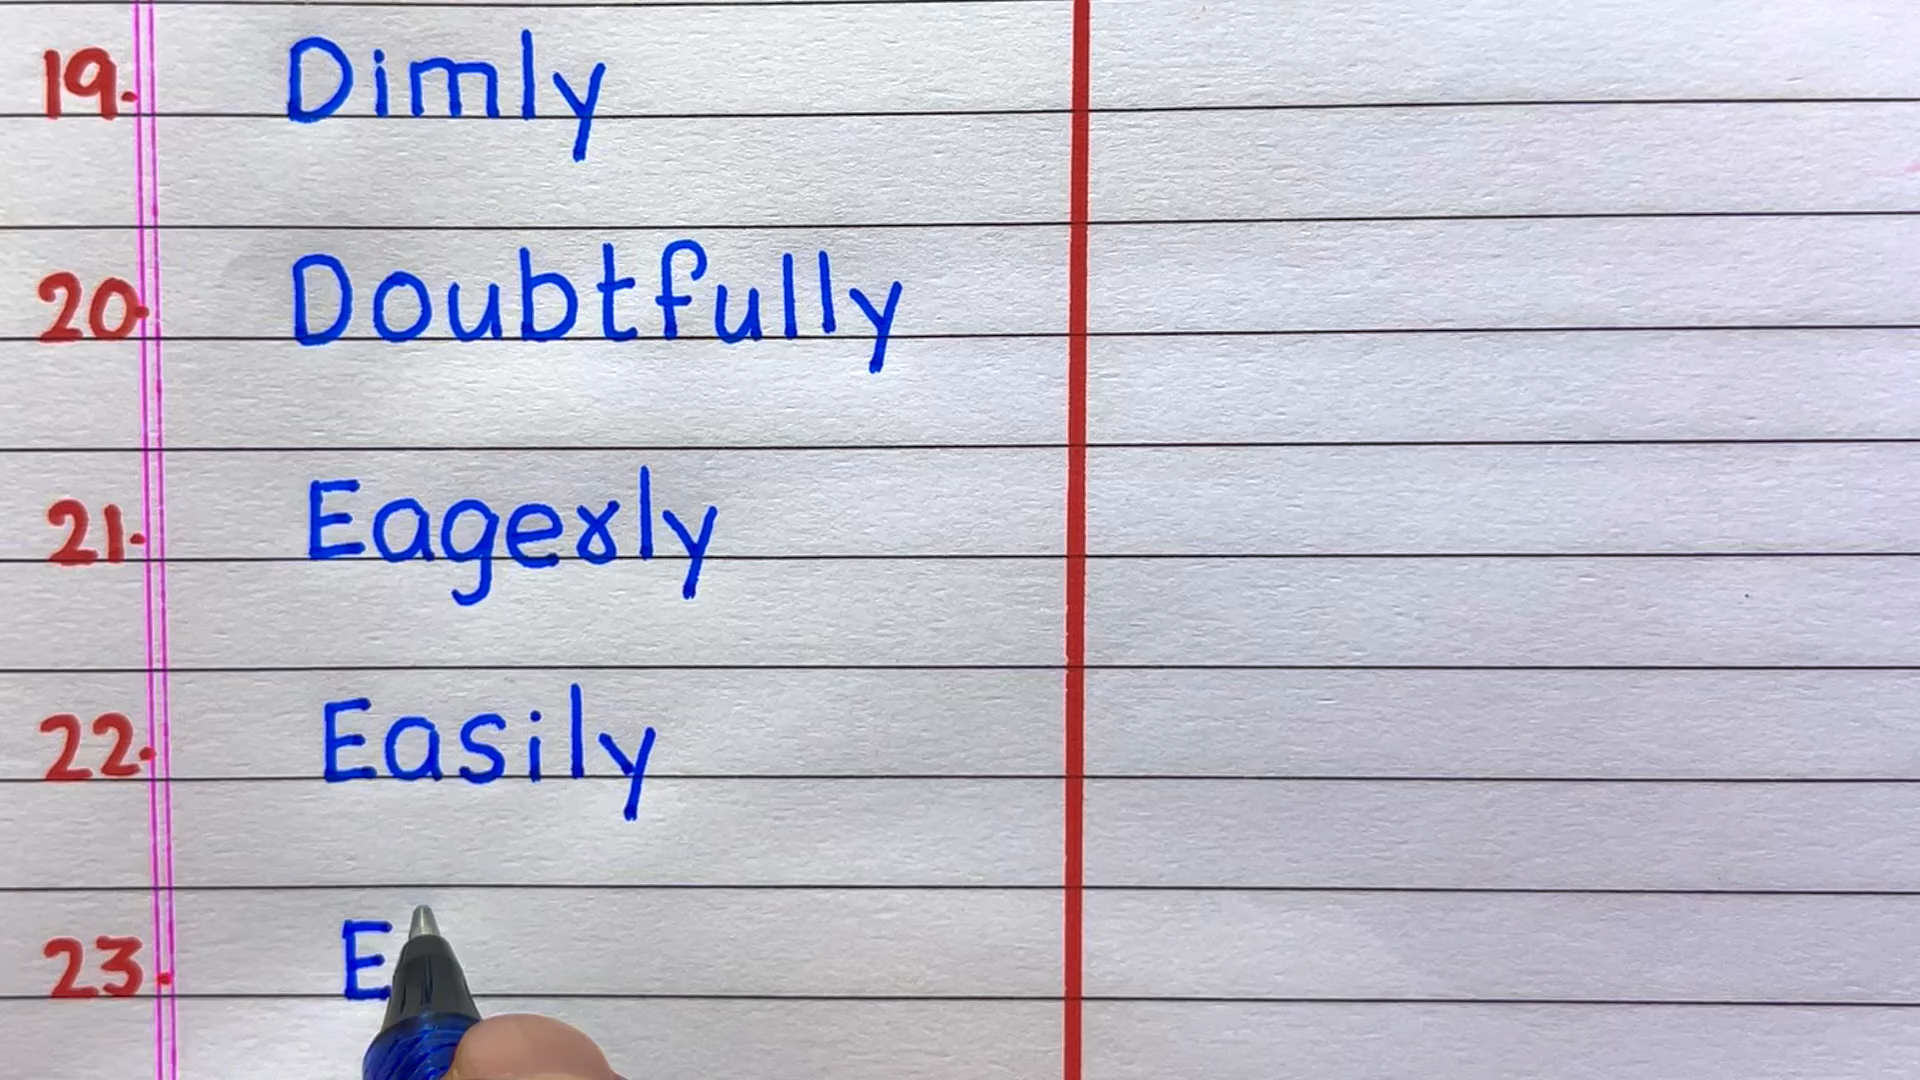 19. Dimly
20. Doubtfully
21. Eagerly
22. Easily
23. E